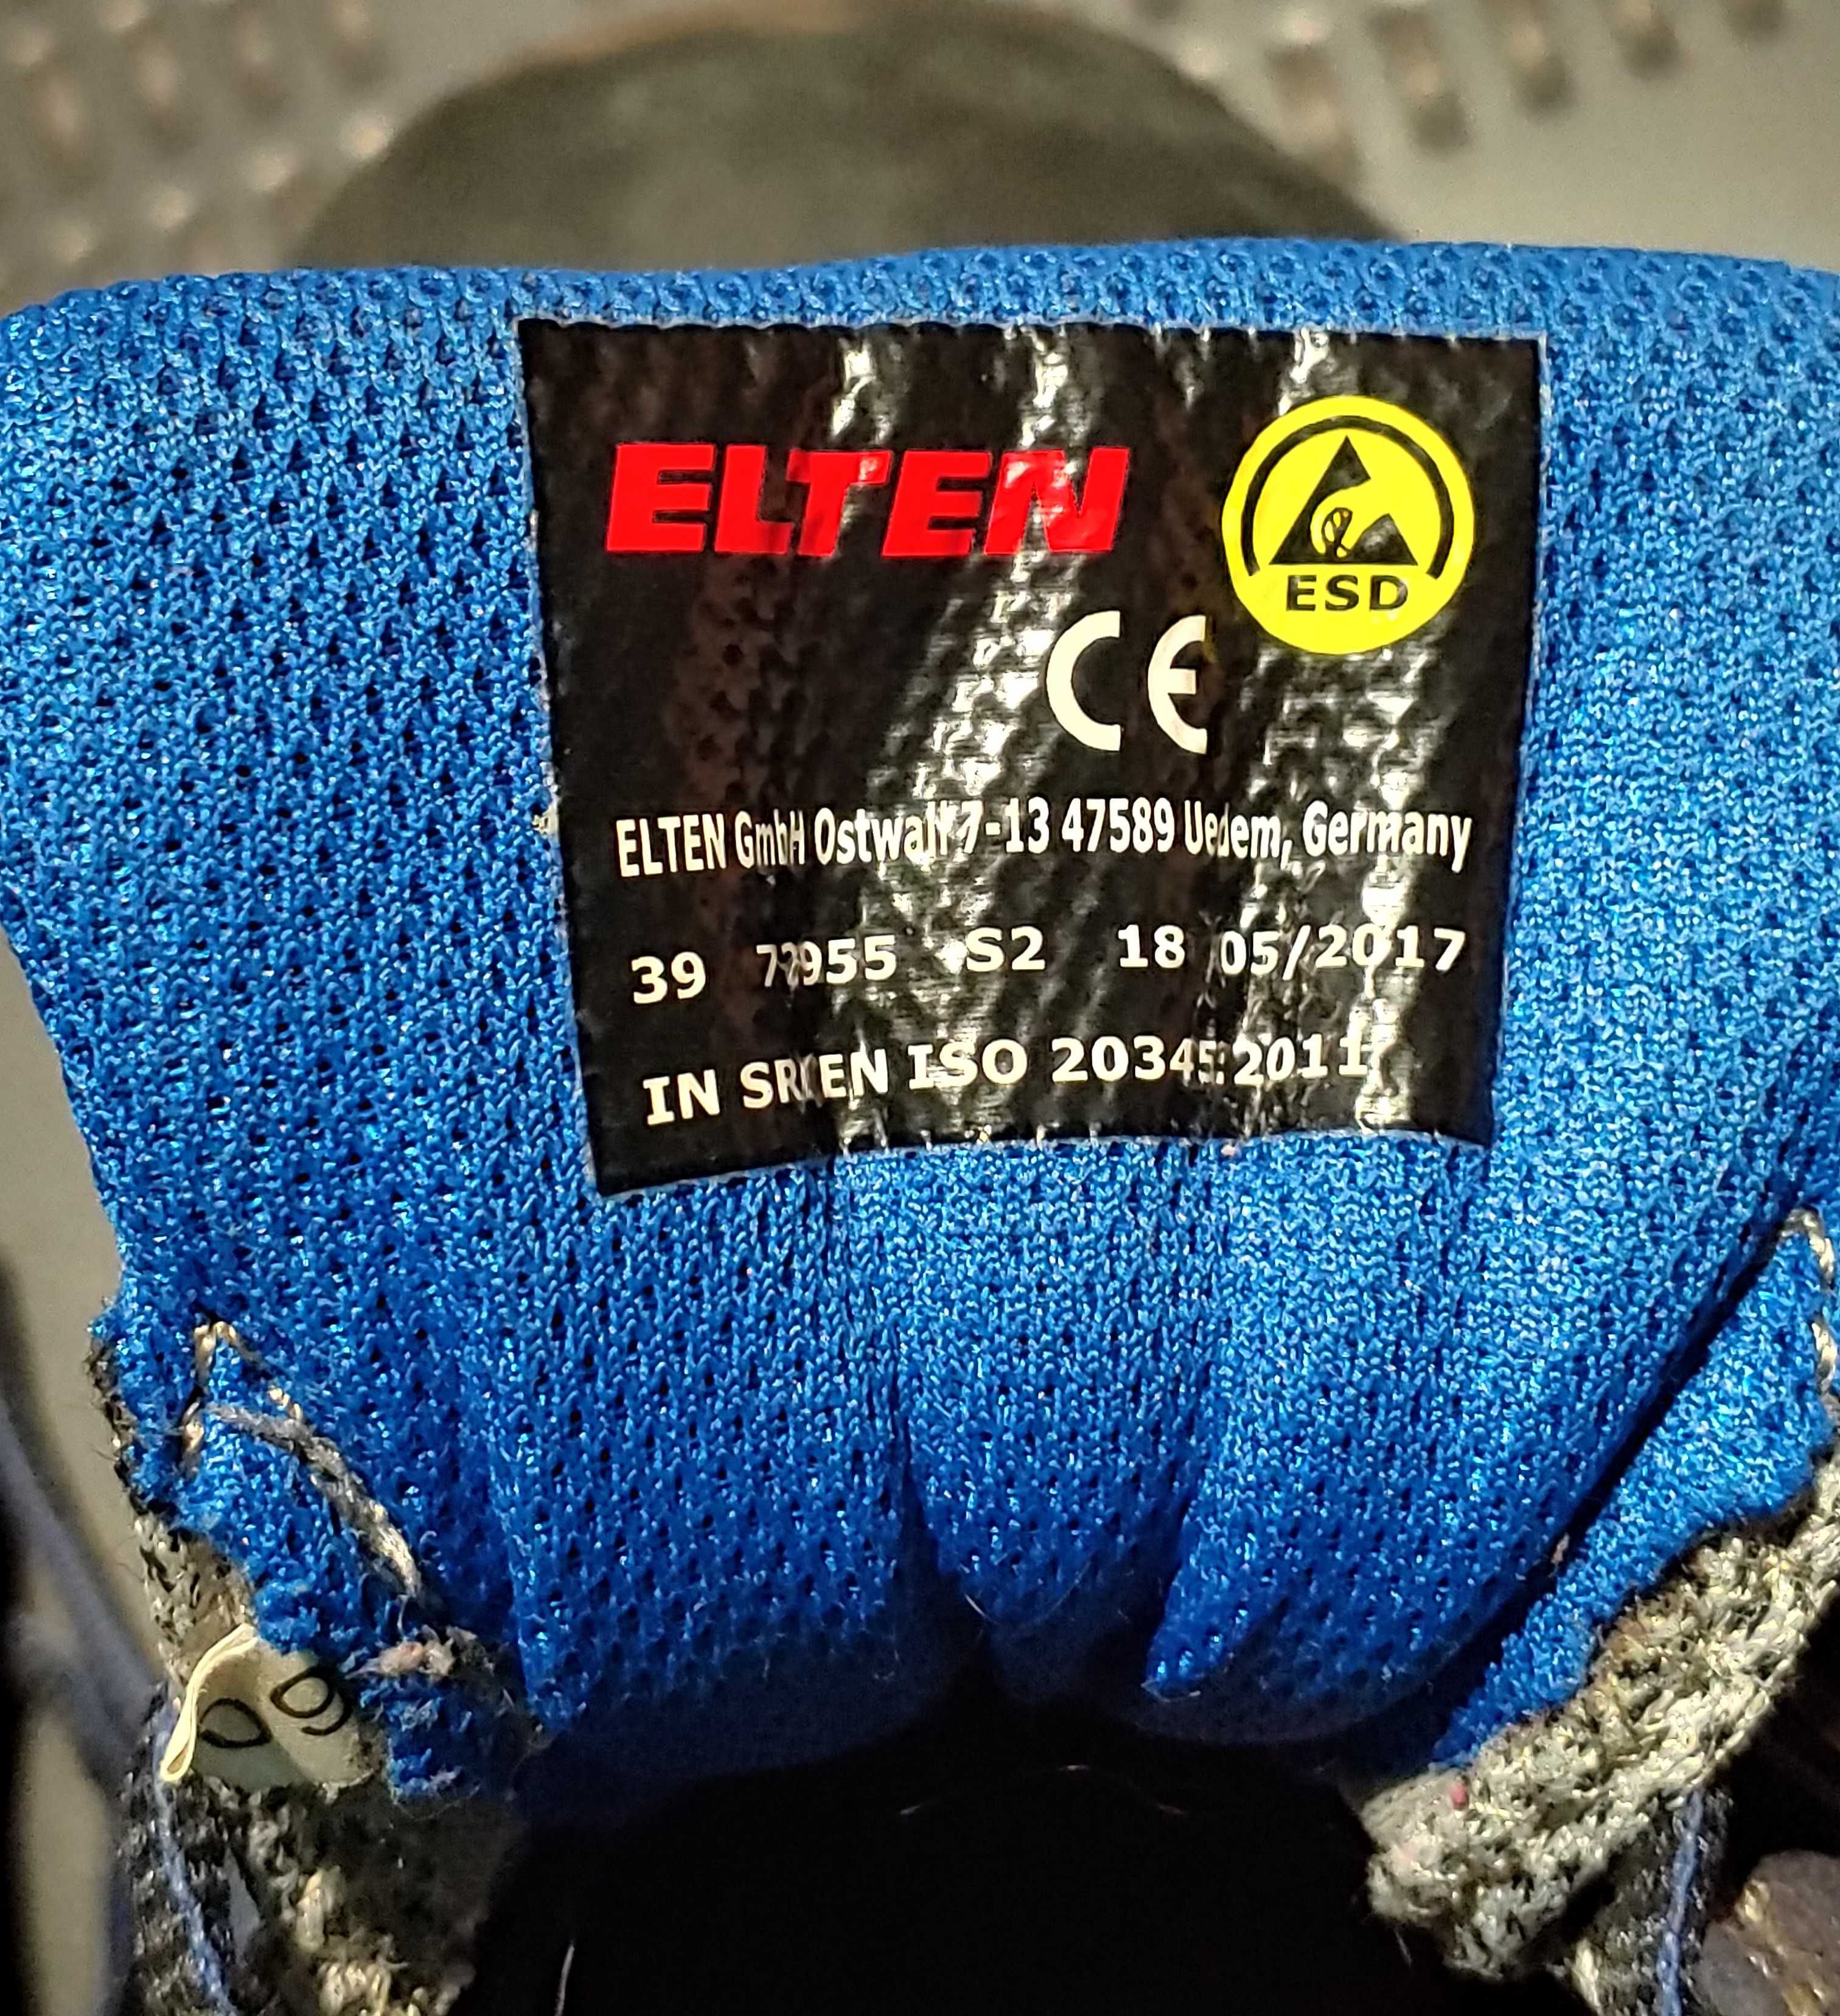 ELTEN
ESD
CE
ELTEN GmbH Ostwall 7-13 47589 Uedem, Germany
39 S2 18 05/2017
IN SRC EN ISO 20345:2011